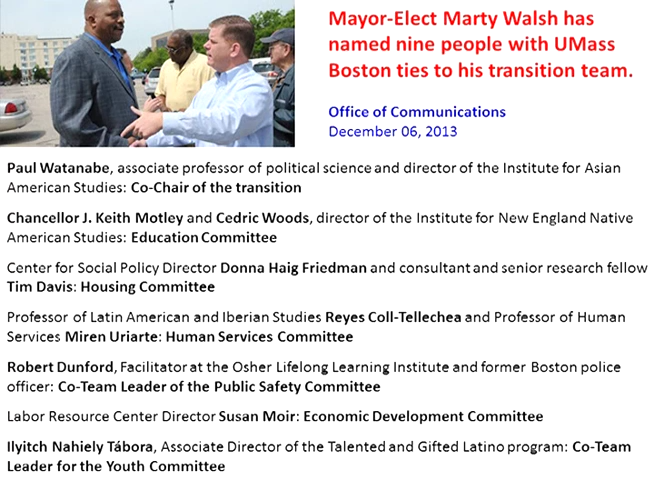 Mayor-Elect Marty Walsh has
named nine people with UMass
Boston ties to his transition team.
Office of Communications
December 06, 2013
Paul Watanabe, associate professor of political science and director of the Institute for Asian
American Studies: Co-Chair of the transition
Chancellor J. Keith Motley and Cedric Woods, director of the Institute for New England Native
American Studies: Education Committee
Center for Social Policy Director Donna Haig Friedman and consultant and senior research fellow
Tim Davis: Housing Committee
Professor of Latin American and Iberian Studies Reyes Coll-Tellechea and Professor of Human
Services Miren Uriarte: Human Services Committee
Robert Dunford, Facilitator at the Osher Lifelong Learning Institute and former Boston police
officer: Co-Team Leader of the Public Safety Committee
Labor Resource Center Director Susan Moir: Economic Development Committee
Ilyitch Nahiely Tábora, Associate Director of the Talented and Gifted Latino program: Co-Team
Leader for the Youth Committee